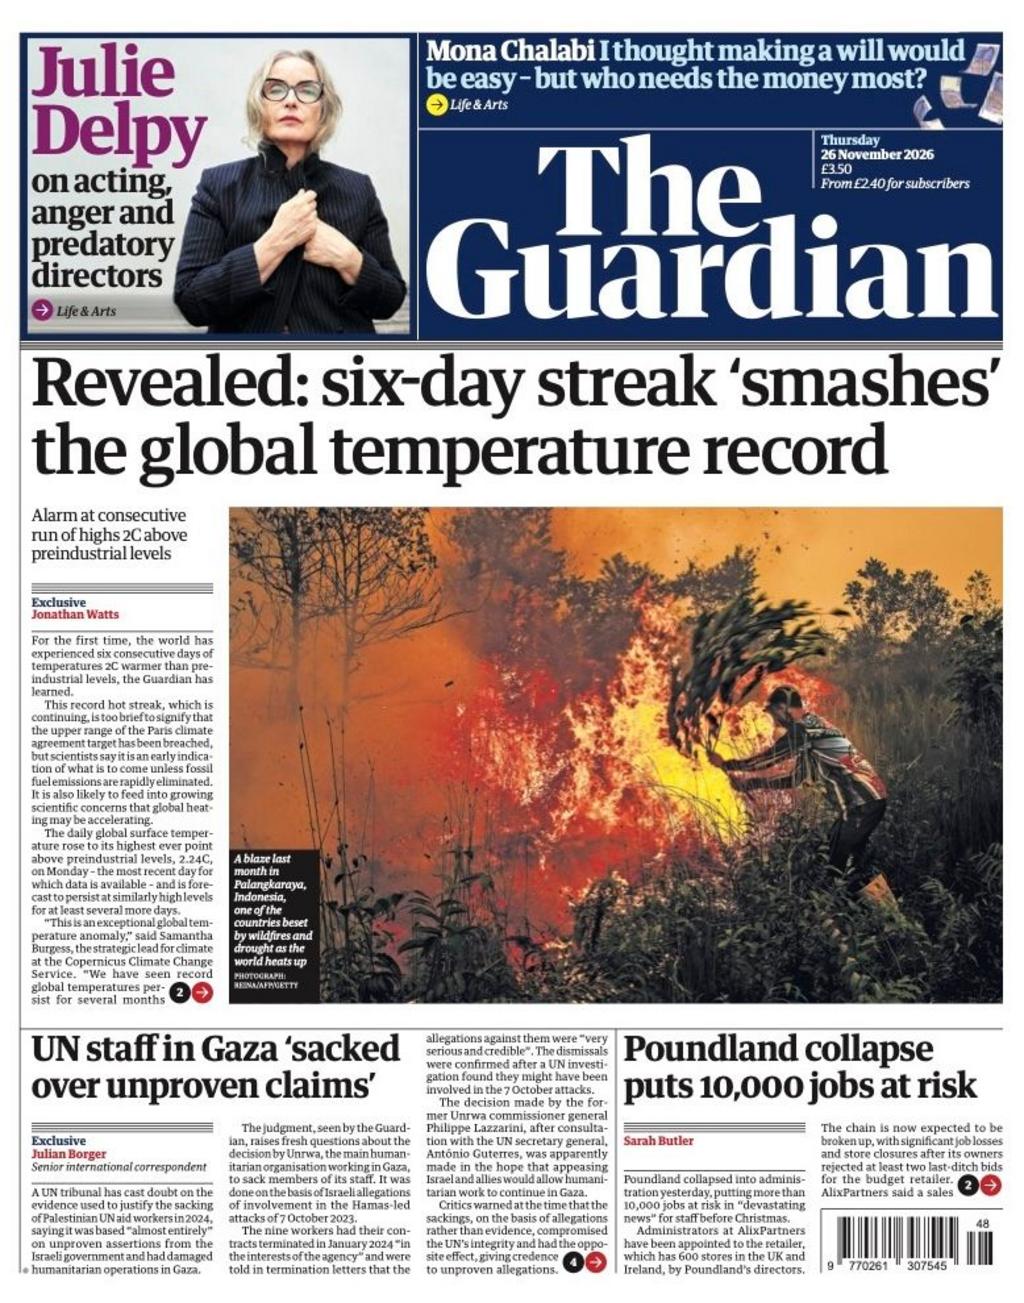 Julie
Delpy
on acting,
anger and
predatory
directors
Life & Arts
Mona Chalabi I thought making a will would
be easy – but who needs the money most?
Life & Arts
The
Guardian
Thursday
26 November 2026
£3.50
From £2.40 for subscribers
Revealed: six-day streak ‘smashes’
the global temperature record
Alarm at consecutive
run of highs 2C above
preindustrial levels
Exclusive
Jonathan Watts
For the first time, the world has
experienced six consecutive days of
temperatures 2C warmer than pre-
industrial levels, the Guardian has
learned.
This record hot streak, which is
continuing, is too brief to signify that
the upper range of the Paris climate
agreement target has been breached,
but scientists say it is an early indica-
tion of what is to come unless fossil
fuel emissions are rapidly eliminated.
It is also likely to feed into growing
scientific concerns that global heat-
ing may be accelerating.
The daily global surface temper-
ature rose to its highest ever point
above preindustrial levels, 2.24C,
on Monday – the most recent day for
which data is available – and is fore-
cast to persist at similarly high levels
for at least several more days.
“This is an exceptional global tem-
perature anomaly,” said Samantha
Burgess, the strategic lead for climate
at the Copernicus Climate Change
Service. “We have seen record
global temperatures per-
sist for several months
2
A blaze last
month in
Palangkaraya,
Indonesia,
one of the
countries beset
by wildfires and
drought as the
world heats up
PHOTOGRAPH:
REINA/AFP/GETTY
UN staff in Gaza ‘sacked
over unproven claims’
Exclusive
Julian Borger
Senior international correspondent
A UN tribunal has cast doubt on the
evidence used to justify the sacking
of Palestinian UN aid workers in 2024,
saying it was based “almost entirely”
on unproven assertions from the
Israeli government and had damaged
humanitarian operations in Gaza.
The judgment, seen by the Guard-
ian, raises fresh questions about the
decision by Unrwa, the main human-
itarian organisation working in Gaza,
to sack members of its staff. It was
done on the basis of Israeli allegations
of involvement in the Hamas-led
attacks of 7 October 2023.
The nine workers had their con-
tracts terminated in January 2024 “in
the interests of the agency” and were
told in termination letters that the
allegations against them were “very
serious and credible”. The dismissals
were confirmed after a UN investi-
gation found they might have been
involved in the 7 October attacks.
The decision made by the for-
mer Unrwa commissioner general
Philippe Lazzarini, after consulta-
tion with the UN secretary general,
António Guterres, was apparently
made in the hope that appeasing
Israel and allies would allow humani-
tarian work to continue in Gaza.
Critics warned at the time that the
sackings, on the basis of allegations
rather than evidence, compromised
the UN’s integrity and had the oppo-
site effect, giving credence
to unproven allegations.
4
Poundland collapse
puts 10,000 jobs at risk
Sarah Butler
Poundland collapsed into adminis-
tration yesterday, putting more than
10,000 jobs at risk in “devastating
news” for staff before Christmas.
Administrators at AlixPartners
have been appointed to the retailer,
which has 600 stores in the UK and
Ireland, by Poundland’s directors.
The chain is now expected to be
broken up, with significant job losses
and store closures after its owners
rejected at least two last-ditch bids
for the budget retailer.
AlixPartners said a sales
2
48
9 770261 307545